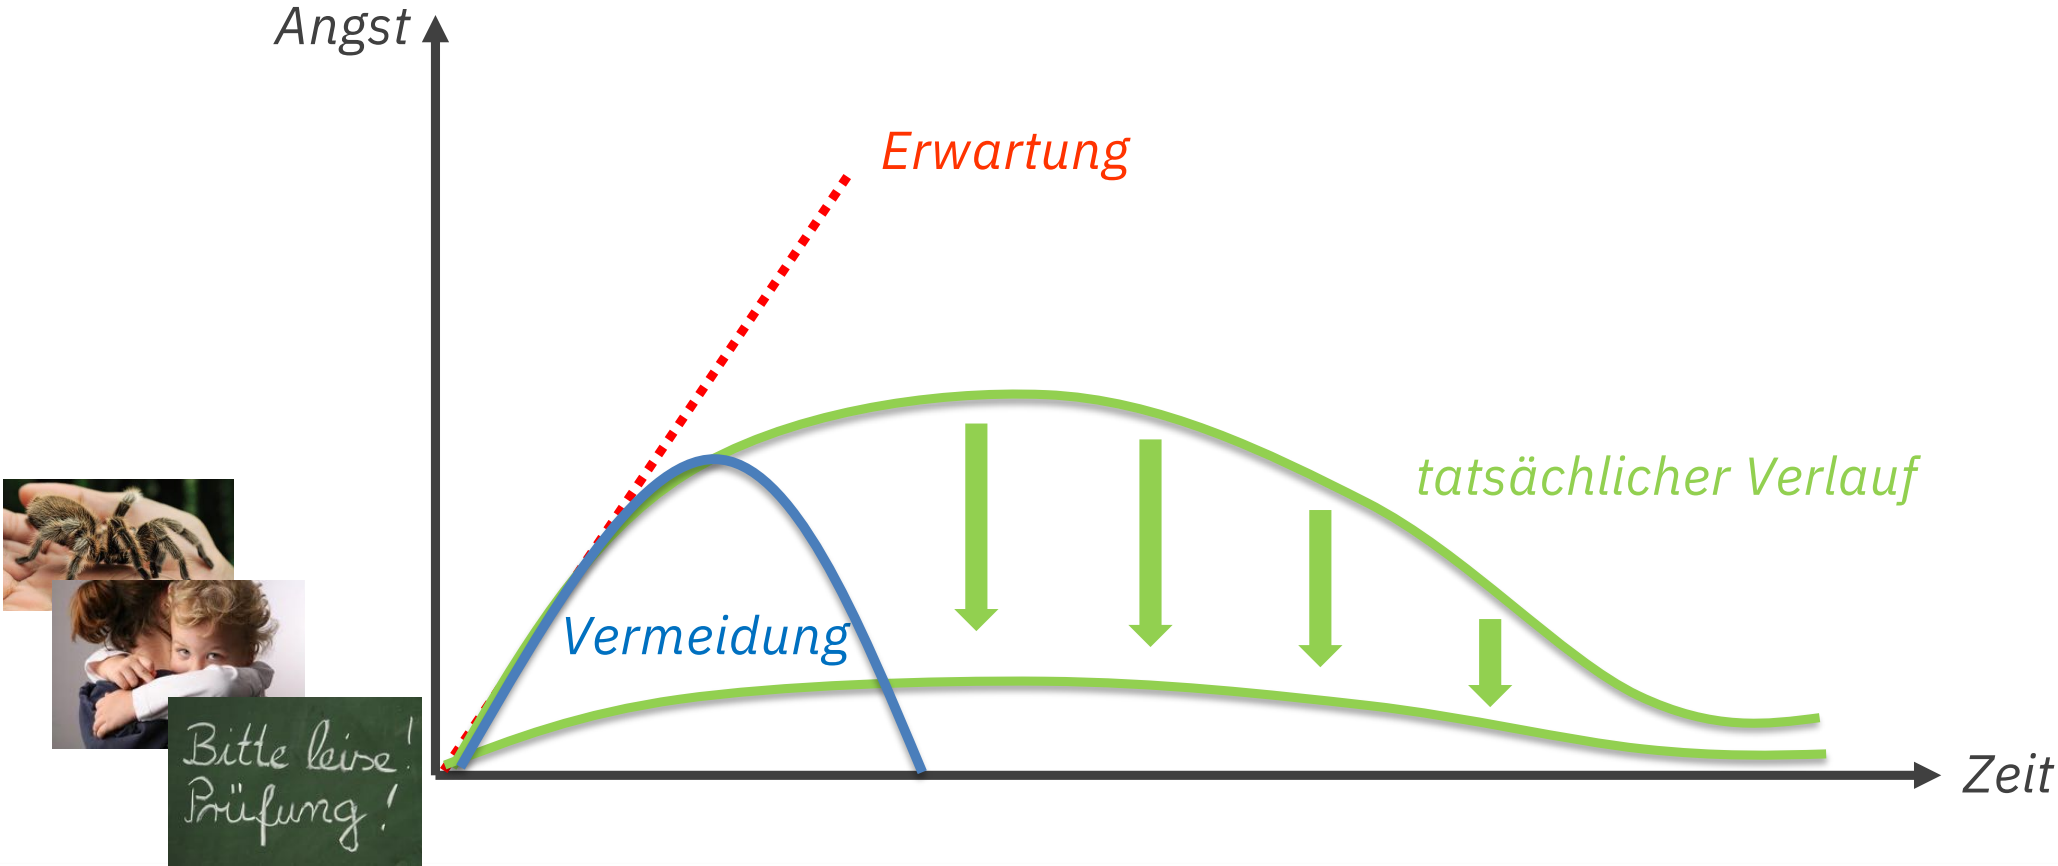 Angst
Erwartung
tatsächlicher Verlauf
Vermeidung
Bitte leise!
Prüfung!
Zeit